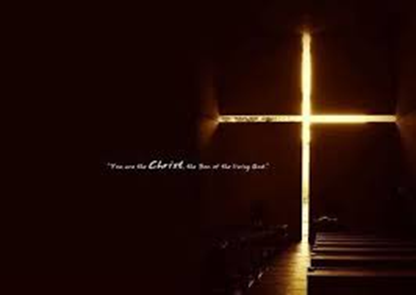 "You are the Christ, the Son of the living God."